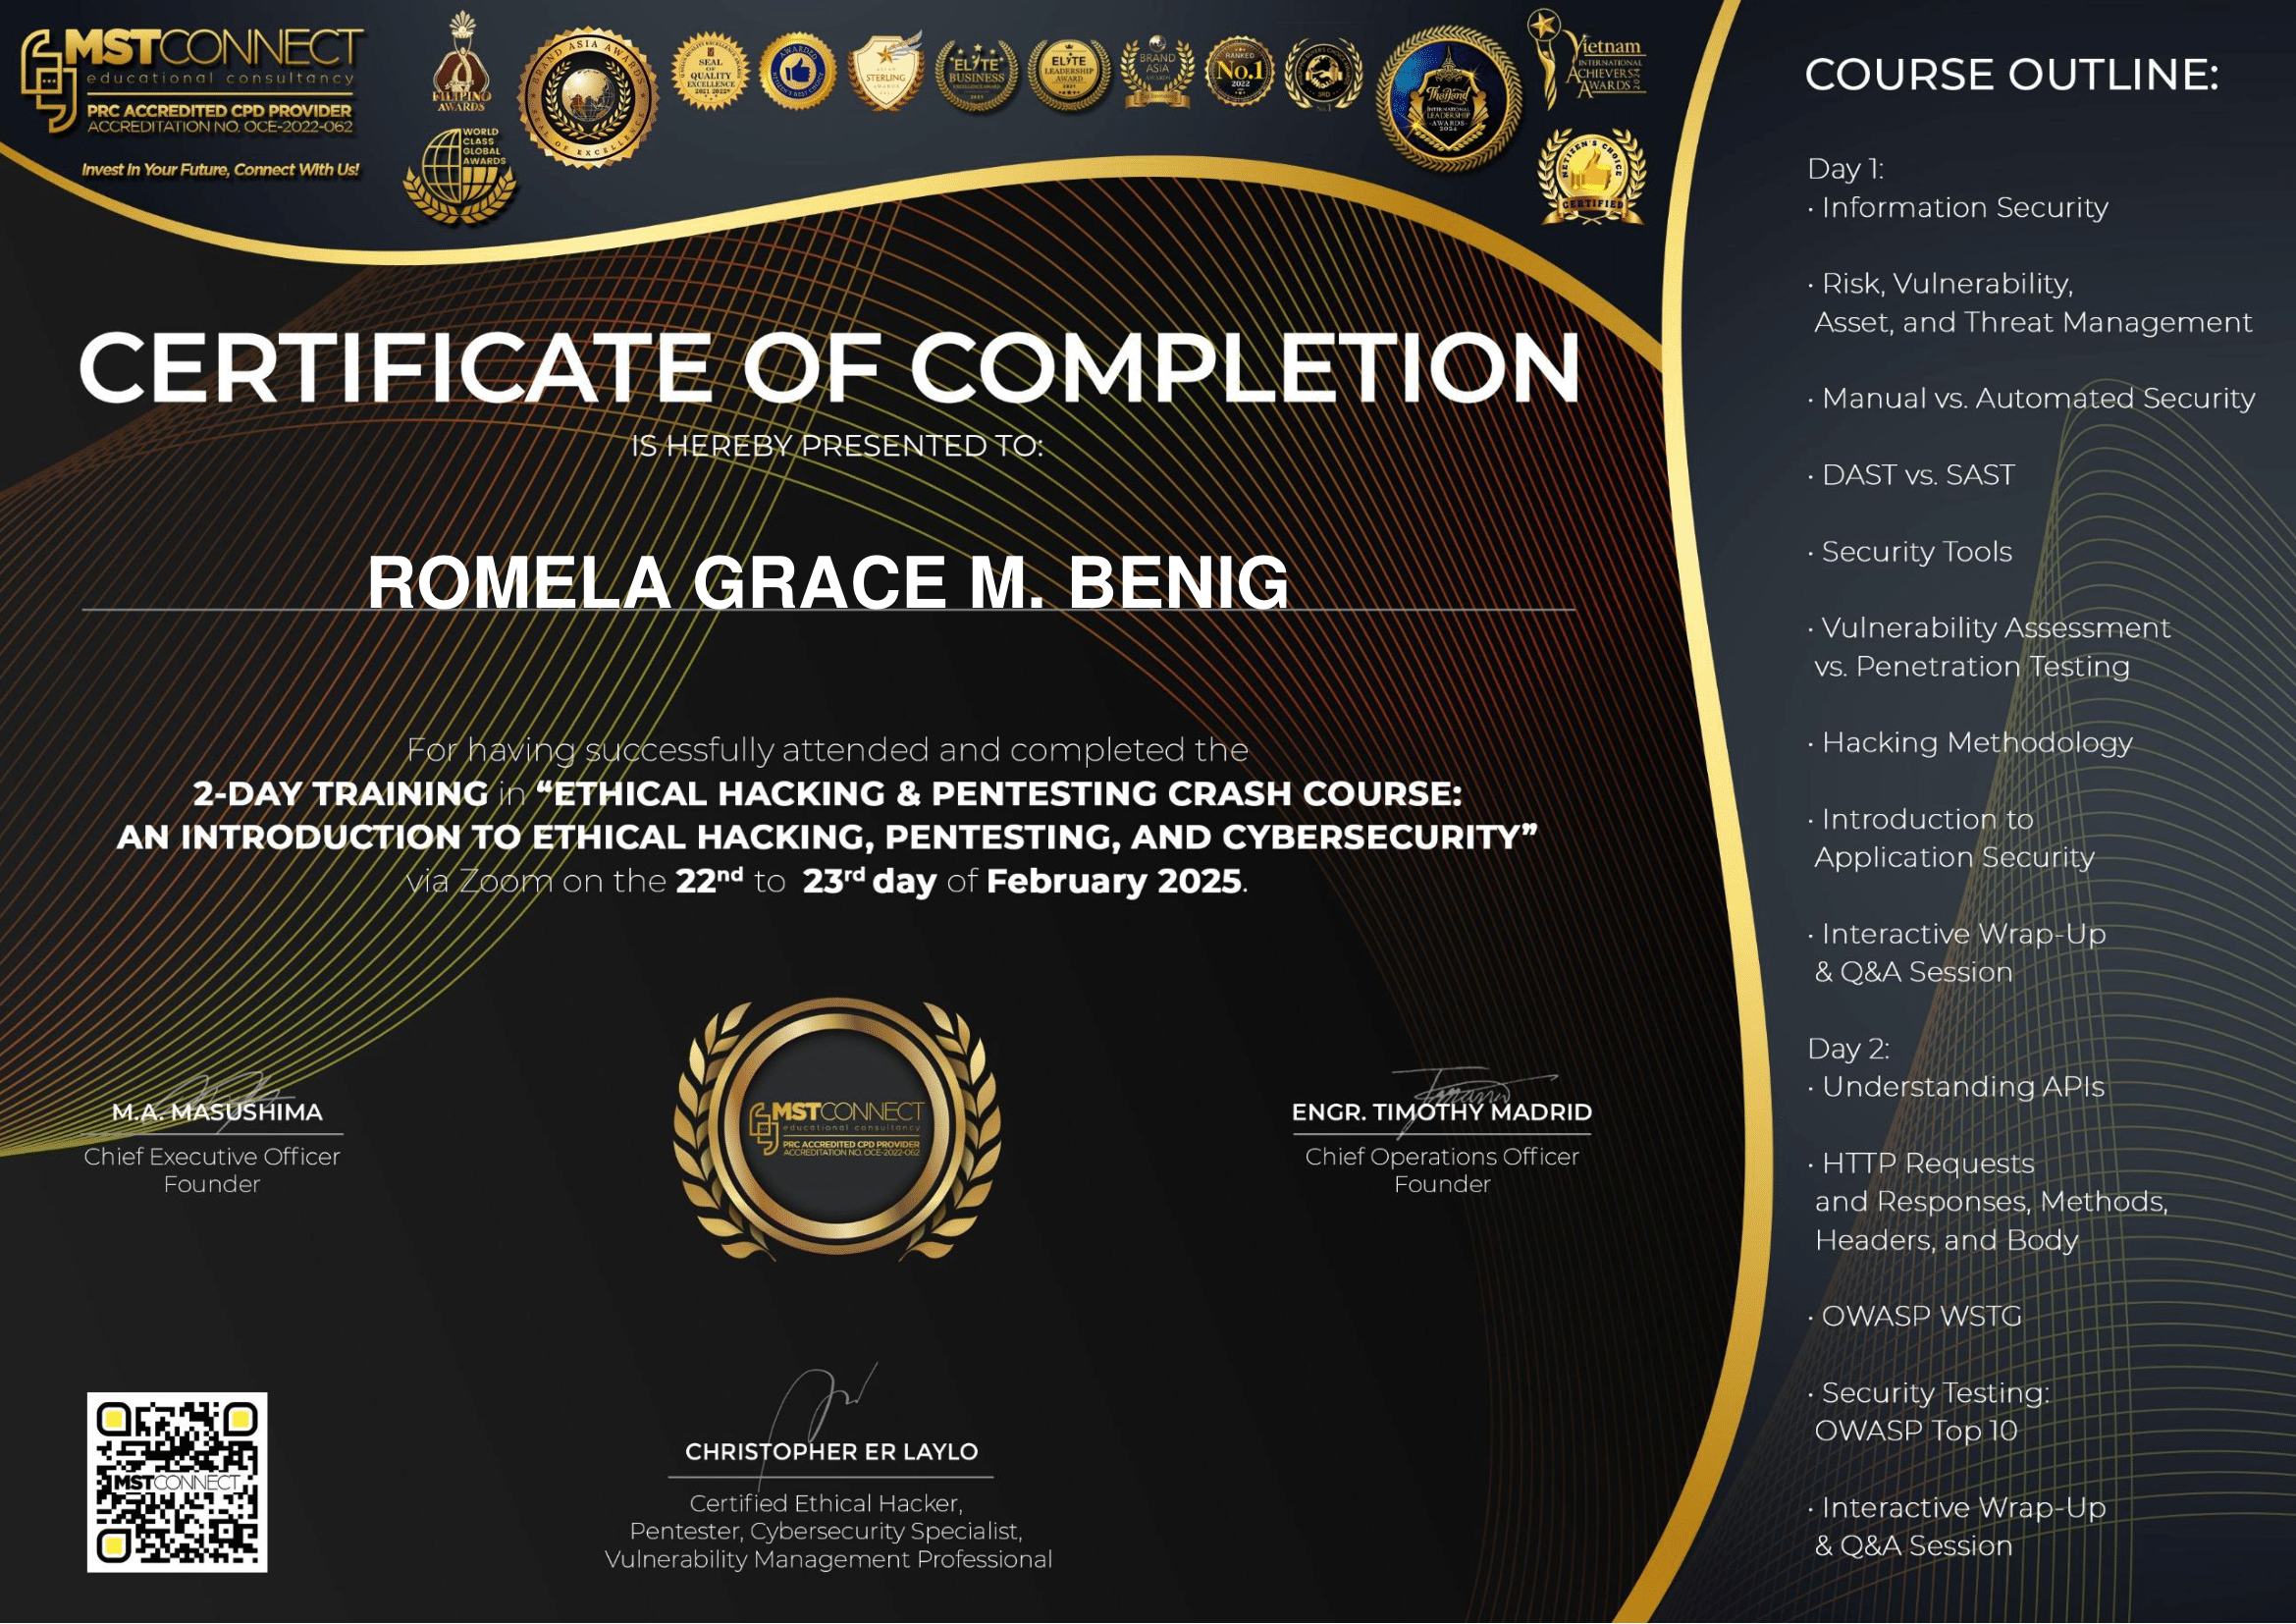 MSTCONNECT
educational consultancy
PRC ACCREDITED CPD PROVIDER
ACCREDITATION NO. OCE-2022-062
Invest In Your Future, Connect With Us!
FILIPINO
AWARDS
WORLD
CLASS
GLOBAL
AWARDS
BRAND ASIA AWARDS
SEAL OF EXCELLENCE
SEAL
OF
QUALITY
EXCELLENCE
AWARDED
STERLING
ELITE
BUSINESS
ELITE
LEADERSHIP
AWARD
2021
BRAND
ASIA
AWARDS
RANKED
No.1
2022
Thailand
INTERNATIONAL
LEADERSHIP
AWARDS
2024
Vietnam
INTERNATIONAL
ACHIEVERS
AWARDS
NETIZEN'S CHOICE
CERTIFIED
CERTIFICATE OF COMPLETION
IS HEREBY PRESENTED TO:
ROMELA GRACE M. BENIG
For having successfully attended and completed the
2-DAY TRAINING in “ETHICAL HACKING & PENTESTING CRASH COURSE:
AN INTRODUCTION TO ETHICAL HACKING, PENTESTING, AND CYBERSECURITY”
via Zoom on the 22nd to 23rd day of February 2025.
M.A. MASUSHIMA
Chief Executive Officer
Founder
MSTCONNECT
educational consultancy
PRC ACCREDITED CPD PROVIDER
ACCREDITATION NO. OCE-2022-062
ENGR. TIMOTHY MADRID
Chief Operations Officer
Founder
MSTCONNECT
CHRISTOPHER ER LAYLO
Certified Ethical Hacker,
Pentester, Cybersecurity Specialist,
Vulnerability Management Professional
COURSE OUTLINE:
Day 1:
· Information Security
· Risk, Vulnerability,
Asset, and Threat Management
· Manual vs. Automated Security
· DAST vs. SAST
· Security Tools
· Vulnerability Assessment
vs. Penetration Testing
· Hacking Methodology
· Introduction to
Application Security
· Interactive Wrap-Up
& Q&A Session
Day 2:
· Understanding APIs
· HTTP Requests
and Responses, Methods,
Headers, and Body
· OWASP WSTG
· Security Testing:
OWASP Top 10
· Interactive Wrap-Up
& Q&A Session